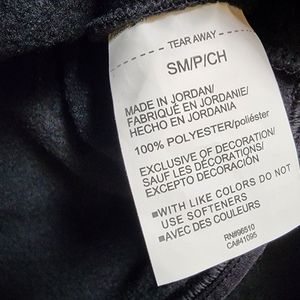 TEAR AWAY
SM/P/CH
MADE IN JORDAN/
FABRIQUÉ EN JORDANIE/
HECHO EN JORDANIA
100% POLYESTER/poliéster
EXCLUSIVE OF DECORATION/
SAUF LES DÉCORATIONS/
EXCEPTO DECORACIÓN
■WITH LIKE COLORS DO NOT
USE SOFTENERS
■AVEC DES COULEURS
RN#96510
CA#41095